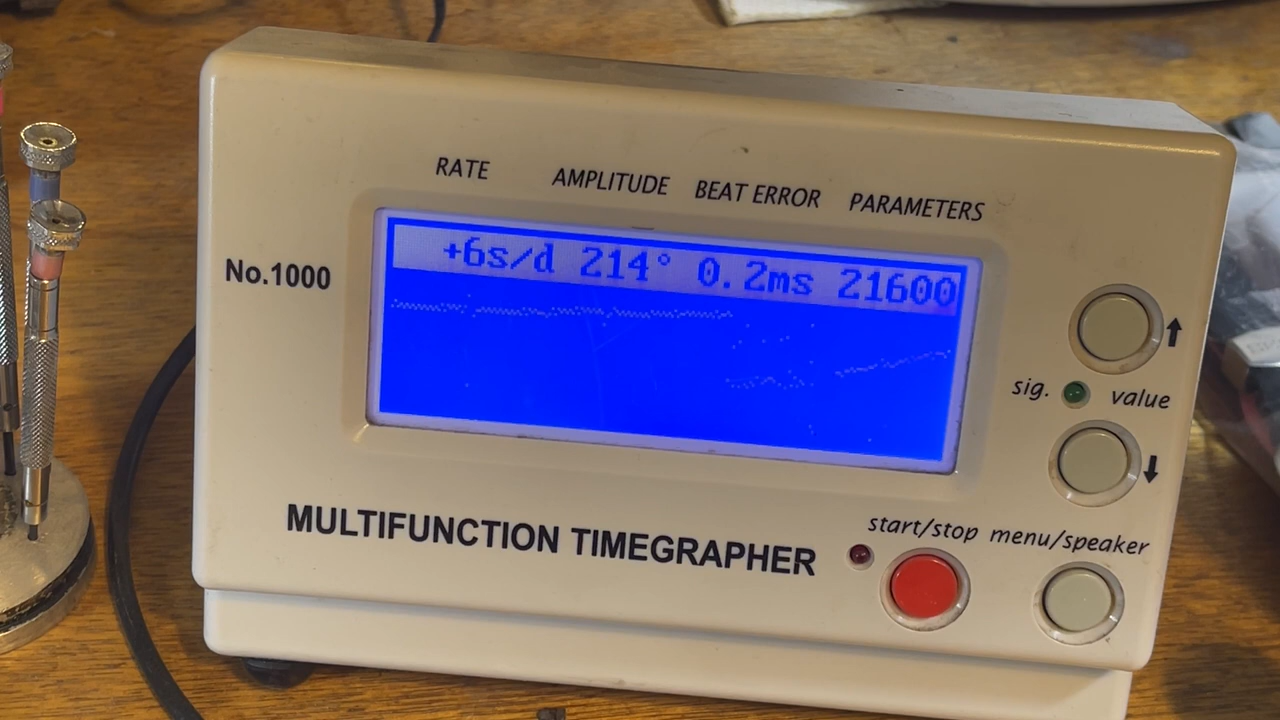 RATE AMPLITUDE BEAT ERROR PARAMETERS
+6s/d 214° 0.2ms 21600
No.1000
sig. value
start/stop menu/speaker
MULTIFUNCTION TIMEGRAPHER